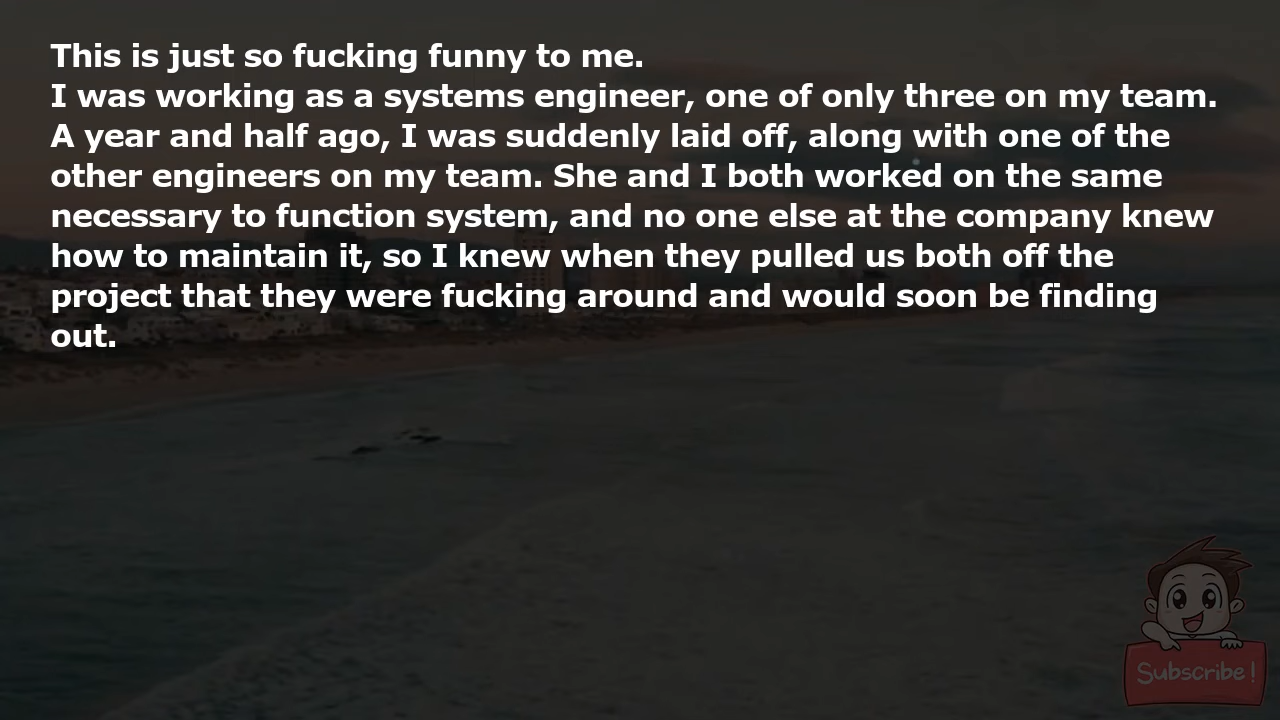 This is just so fucking funny to me.
I was working as a systems engineer, one of only three on my team.
A year and half ago, I was suddenly laid off, along with one of the
other engineers on my team. She and I both worked on the same
necessary to function system, and no one else at the company knew
how to maintain it, so I knew when they pulled us both off the
project that they were fucking around and would soon be finding
out.
Subscribe!